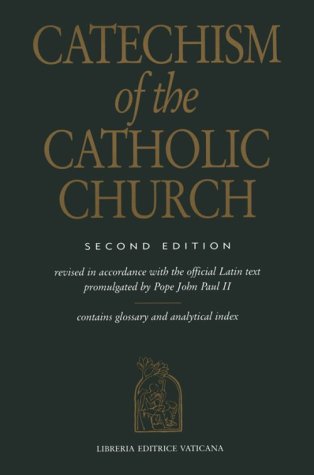 CATECHISM
of the
CATHOLIC
CHURCH
SECOND EDITION
revised in accordance with the official Latin text
promulgated by Pope John Paul II
contains glossary and analytical index
LIBRERIA EDITRICE VATICANA